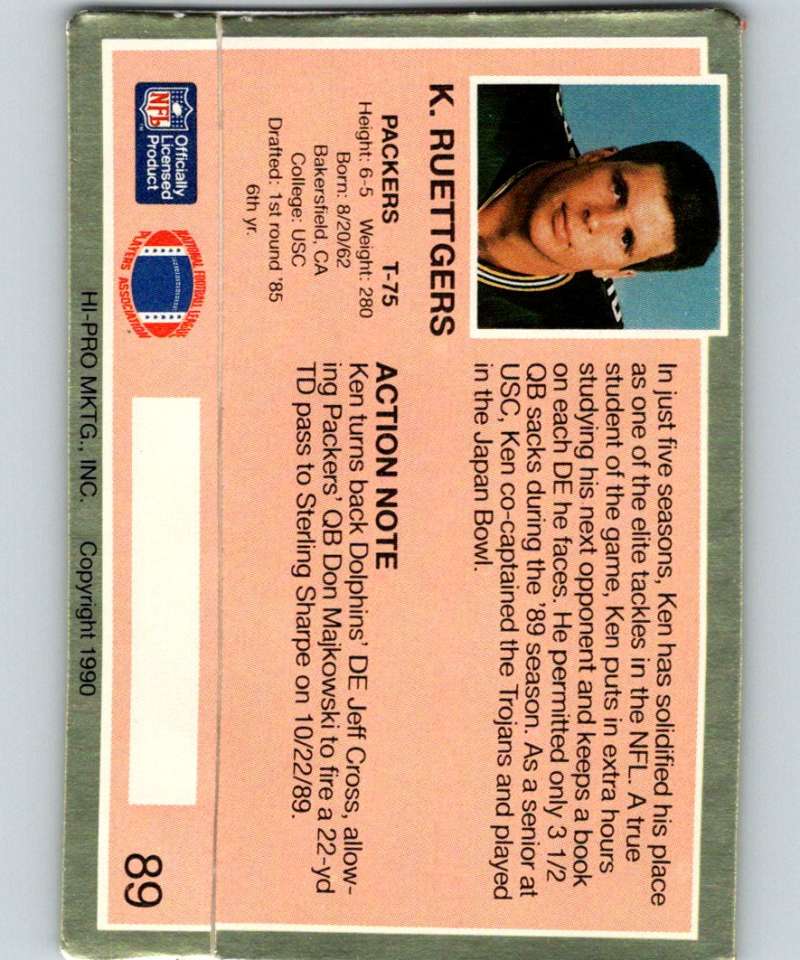 K. RUETTGERS
PACKERS T-75
Height: 6-5 Weight: 280
Born: 8/20/62
Bakersfield, CA
College: USC
Drafted: 1st round '85
6th yr.
In just five seasons, Ken has solidified his place
as one of the elite tackles in the NFL. A true
student of the game, Ken puts in extra hours
studying his next opponent and keeps a book
on each DE he faces. He permitted only 3 1/2
QB sacks during the '89 season. As a senior at
USC, Ken co-captained the Trojans and played
in the Japan Bowl.
ACTION NOTE
Ken turns back Dolphins' DE Jeff Cross, allow-
ing Packers' QB Don Majkowski to fire a 22-yd
TD pass to Sterling Sharpe on 10/22/89.
NFL
Officially
Licensed
Product
NATIONAL FOOTBALL LEAGUE
PLAYERS ASSOCIATION
89
HI-PRO MKTG., INC. Copyright 1990